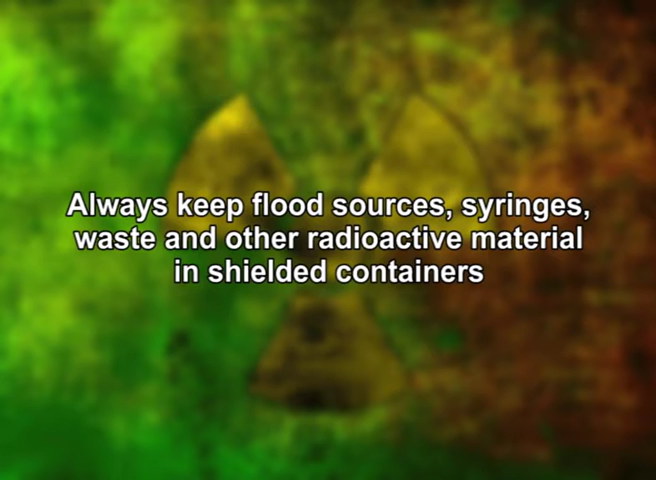 Always keep flood sources, syringes,
waste and other radioactive material
in shielded containers